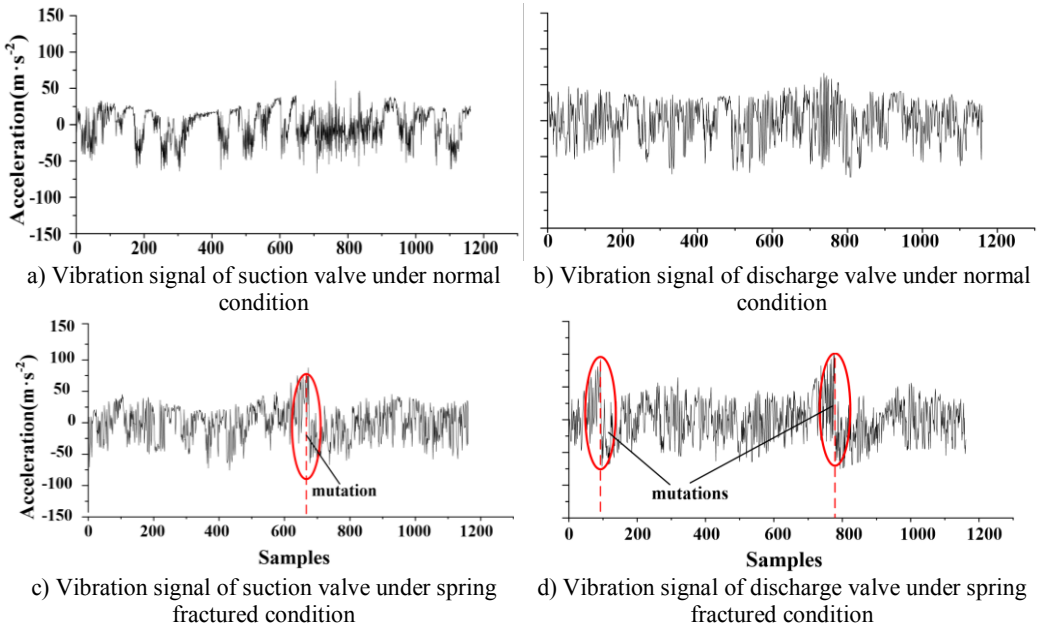 Acceleration(m·s-2)
150
100
50
0
-50
-100
-150
0 200 400 600 800 1000 1200
0 200 400 600 800 1000 1200
a) Vibration signal of suction valve under normal
condition
b) Vibration signal of discharge valve under normal
condition
Acceleration(m·s-2)
150
100
50
0
-50
-100
-150
mutation
mutations
0 200 400 600 800 1000 1200
0 200 400 600 800 1000 1200
Samples
Samples
c) Vibration signal of suction valve under spring
fractured condition
d) Vibration signal of discharge valve under spring
fractured condition